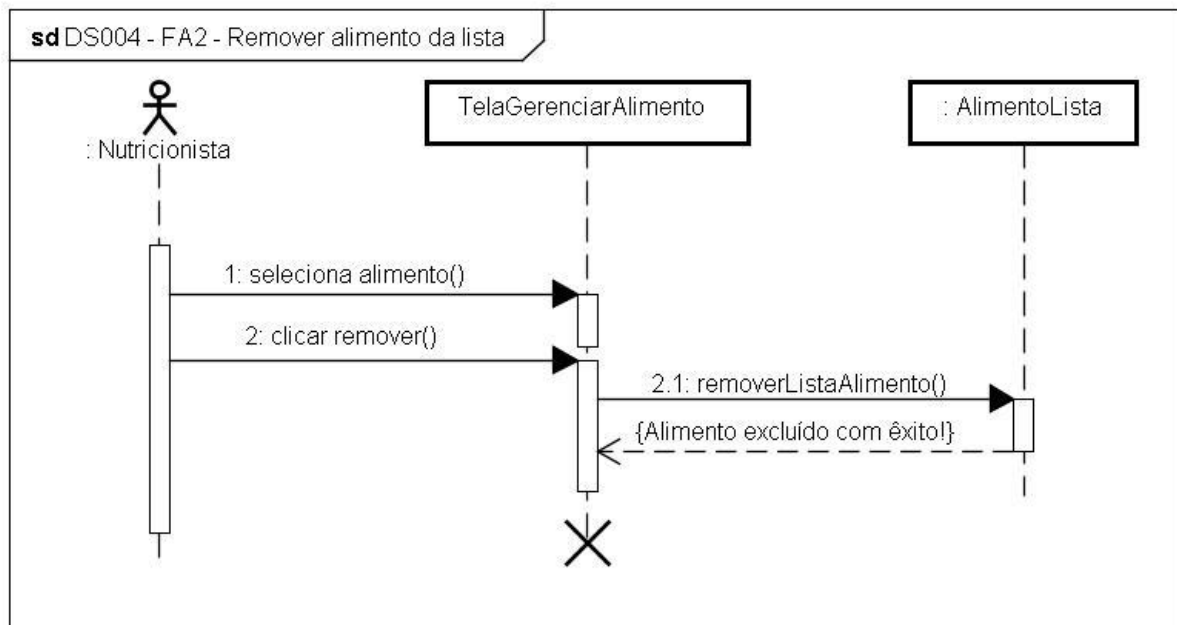 sd DS004 - FA2 - Remover alimento da lista
: Nutricionista
TelaGerenciarAlimento
: AlimentoLista
1: seleciona alimento()
2: clicar remover()
2.1: removerListaAlimento()
{Alimento excluído com êxito!}